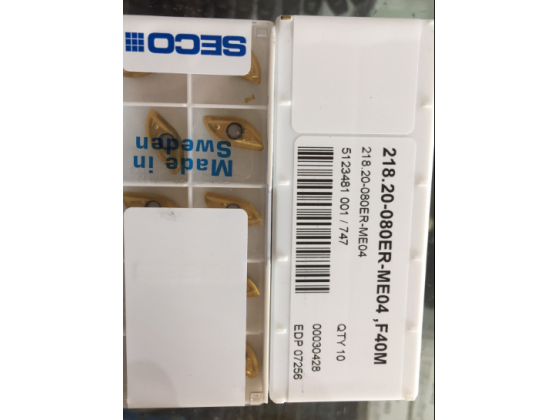 SECO
Made in
Sweden
218.20-080ER-ME04 ,F40M
218.20-080ER-ME04
5123481 001 / 747
QTY 10
00030428
EDP 07256